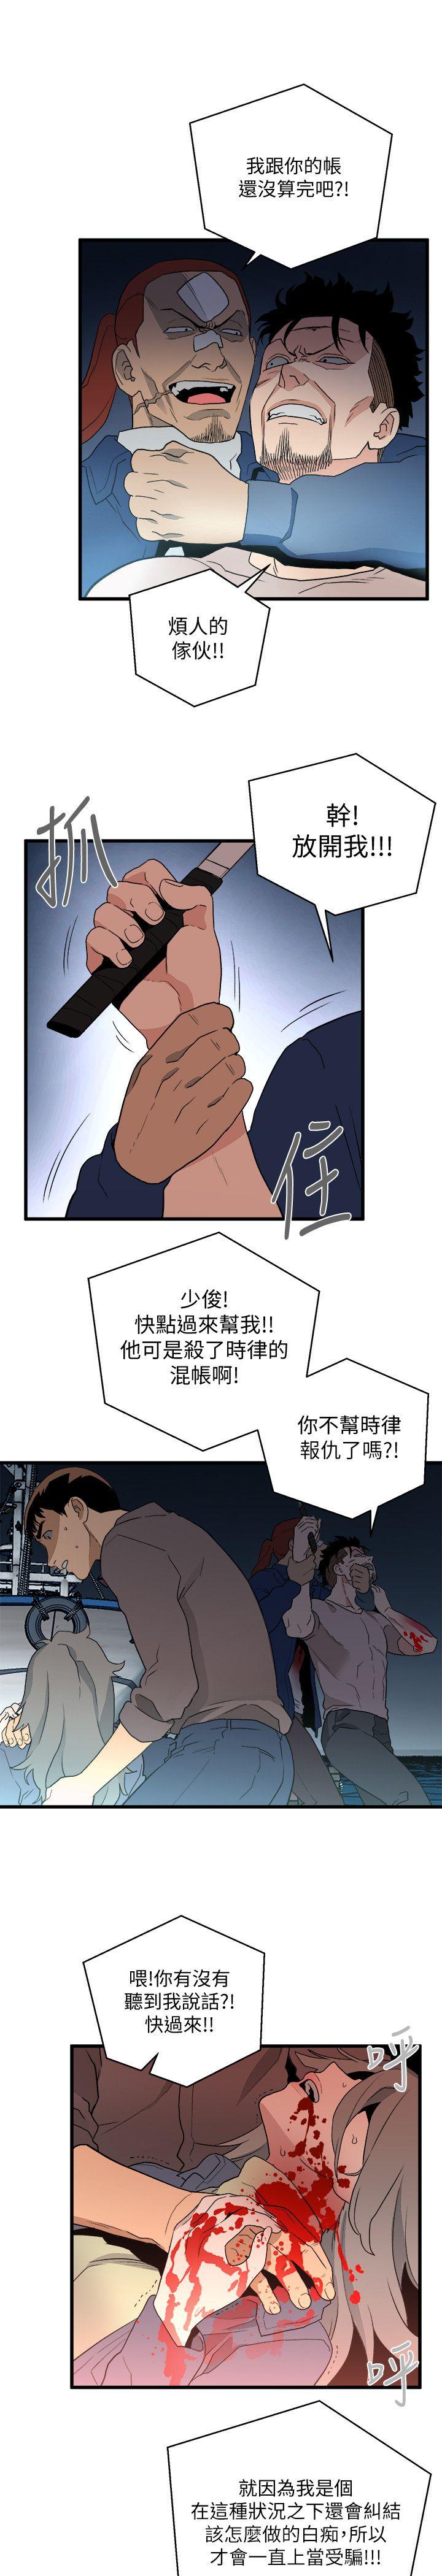 我跟你的帳
還沒算完吧?!
煩人的
傢伙!!
幹!
放開我!!!
抓
住
少俊!
快點過來幫我!!
他可是殺了時律的
混帳啊!
你不幫時律
報仇了嗎?!
喂!你有沒有
聽到我說話?!
快過來!!
呼
呼
就因為我是個
在這種狀況之下還會糾結
該怎麼做的白痴,所以
才會一直上當受騙!!!